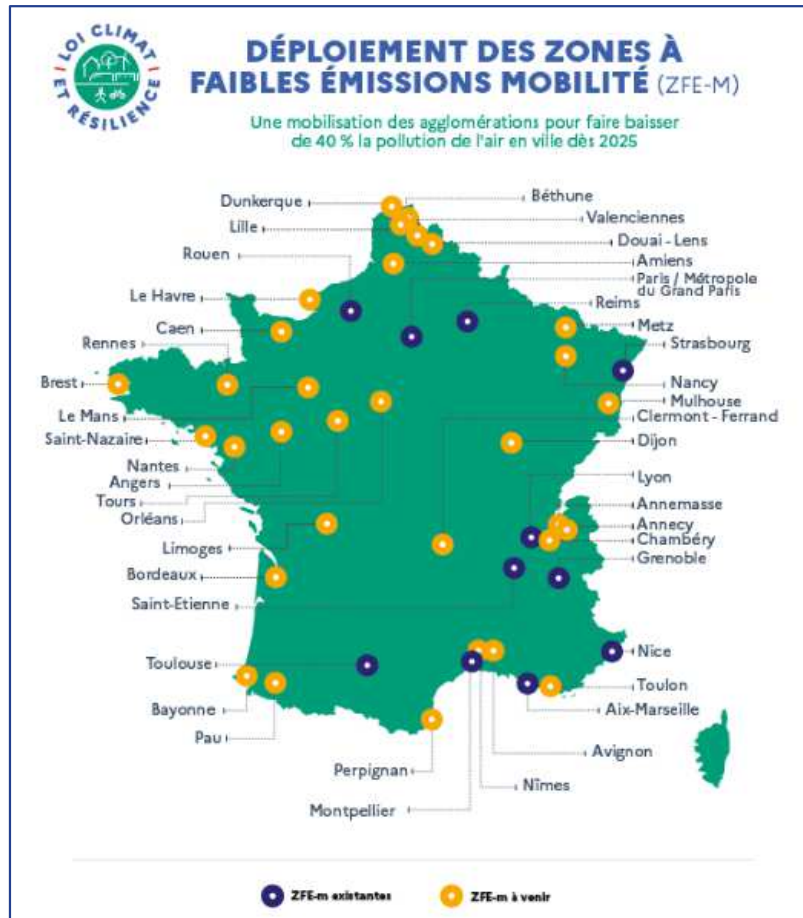 LOI CLIMAT
ET RÉSILIENCE
DÉPLOIEMENT DES ZONES À
FAIBLES ÉMISSIONS MOBILITÉ (ZFE-M)
Une mobilisation des agglomérations pour faire baisser
de 40 % la pollution de l'air en ville dès 2025
Dunkerque
Béthune
Lille
Valenciennes
Douai - Lens
Rouen
Amiens
Paris / Métropole
du Grand Paris
Le Havre
Reims
Caen
Metz
Rennes
Strasbourg
Brest
Nancy
Mulhouse
Le Mans
Clermont - Ferrand
Saint-Nazaire
Dijon
Nantes
Lyon
Angers
Tours
Annemasse
Orléans
Annecy
Chambéry
Limoges
Grenoble
Bordeaux
Saint-Etienne
Toulouse
Nice
Toulon
Bayonne
Aix-Marseille
Pau
Avignon
Perpignan
Nîmes
Montpellier
ZFE-m existantes
ZFE-m à venir